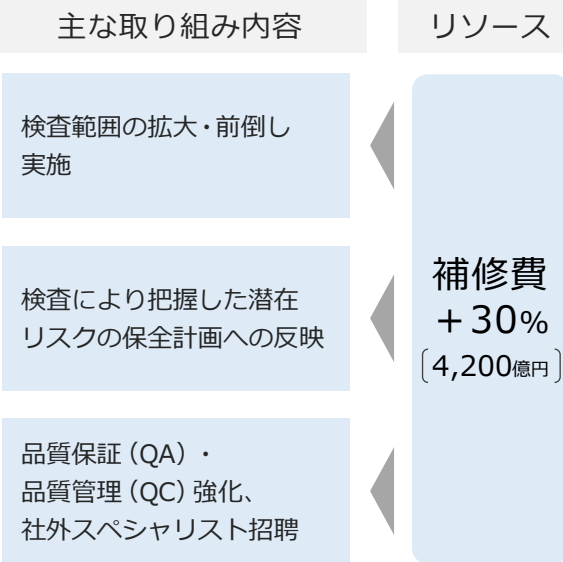 主な取り組み内容
リソース
検査範囲の拡大・前倒し
実施
検査により把握した潜在
リスクの保全計画への反映
品質保証（QA）・
品質管理（QC）強化、
社外スペシャリスト招聘
補修費
＋30%
〔4,200億円〕